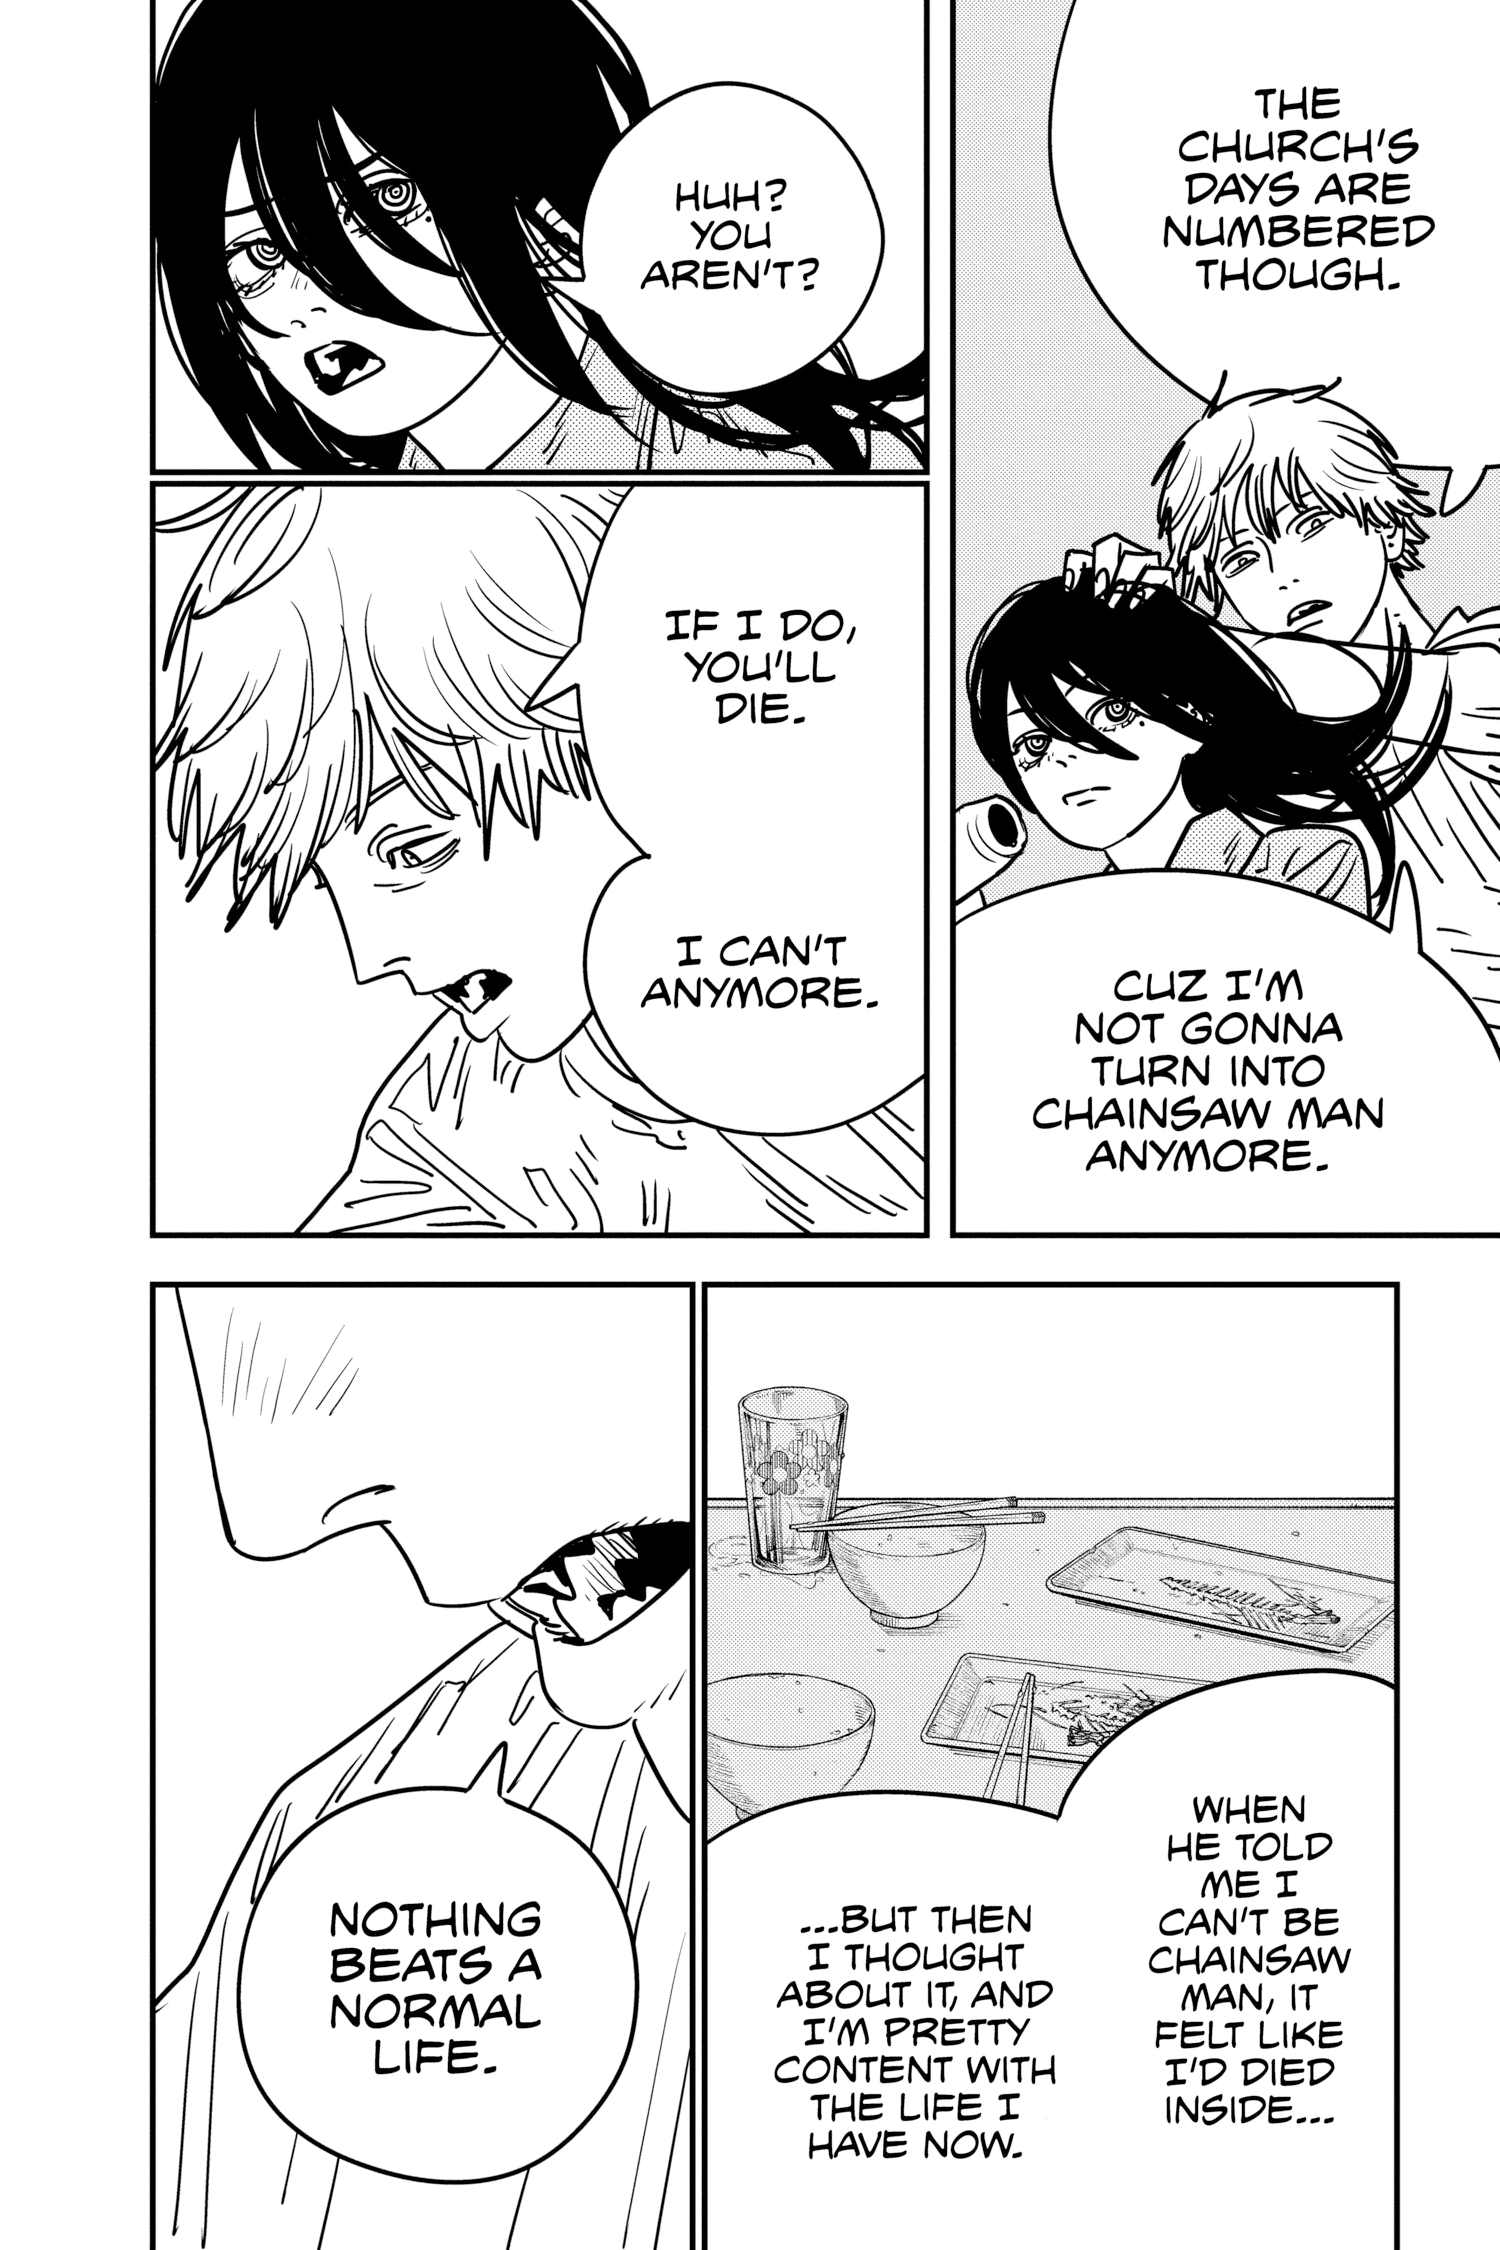 THE
CHURCH'S
DAYS ARE
NUMBERED
THOUGH.
CUZ I'M
NOT GONNA
TURN INTO
CHAINSAW MAN
ANYMORE.
HUH?
YOU
AREN'T?
IF I DO,
YOU'LL
DIE.
I CAN'T
ANYMORE.
WHEN
HE TOLD
ME I
CAN'T BE
CHAINSAW
MAN, IT
FELT LIKE
I'D DIED
INSIDE...
...BUT THEN
I THOUGHT
ABOUT IT, AND
I'M PRETTY
CONTENT WITH
THE LIFE I
HAVE NOW.
NOTHING
BEATS A
NORMAL
LIFE.